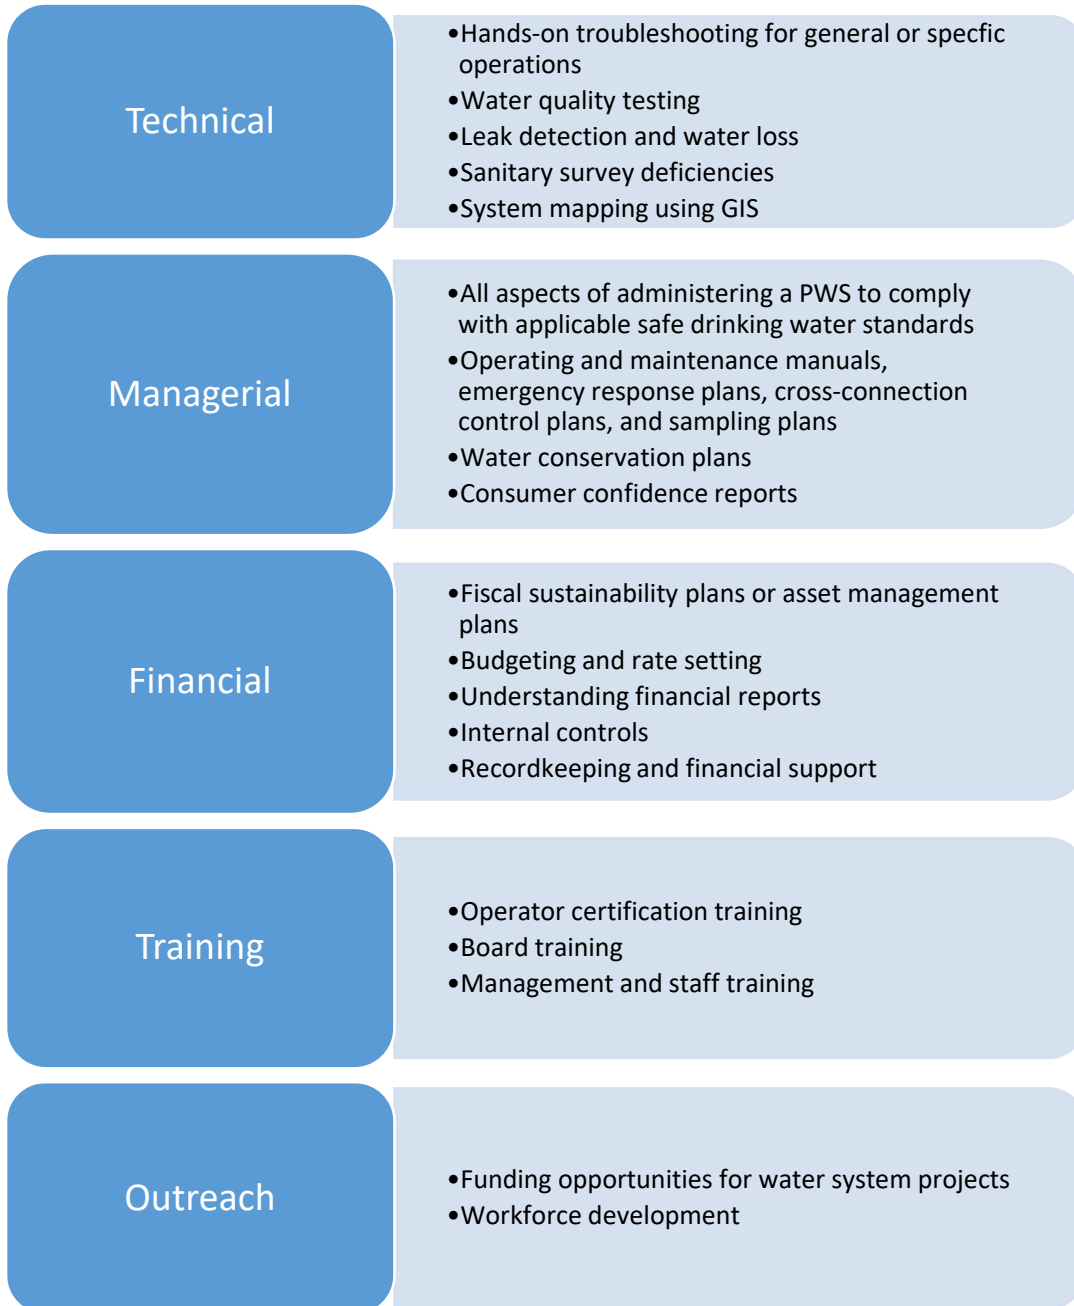 Technical
•Hands-on troubleshooting for general or specfic
operations
•Water quality testing
•Leak detection and water loss
•Sanitary survey deficiencies
•System mapping using GIS
Managerial
•All aspects of administering a PWS to comply
with applicable safe drinking water standards
•Operating and maintenance manuals,
emergency response plans, cross-connection
control plans, and sampling plans
•Water conservation plans
•Consumer confidence reports
Financial
•Fiscal sustainability plans or asset management
plans
•Budgeting and rate setting
•Understanding financial reports
•Internal controls
•Recordkeeping and financial support
Training
•Operator certification training
•Board training
•Management and staff training
Outreach
•Funding opportunities for water system projects
•Workforce development